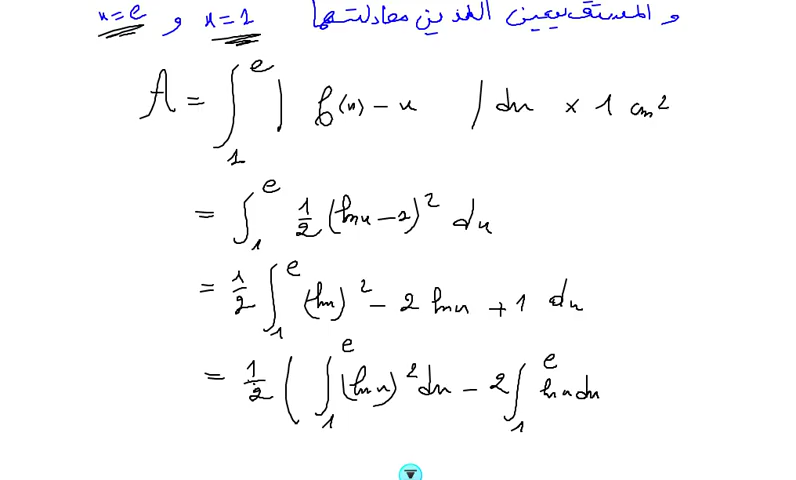 و المستقيمين الذين معادلتهما x=1 و x=e
A = ∫₁ᵉ | f(x) - x | dx × 1 cm²
= ∫₁ᵉ 1/2 (ln x - 1)² dx
= 1/2 ∫₁ᵉ (ln)² - 2 ln x + 1 dx
= 1/2 ( ∫₁ᵉ (ln x)² dx - 2 ∫₁ᵉ ln x dx